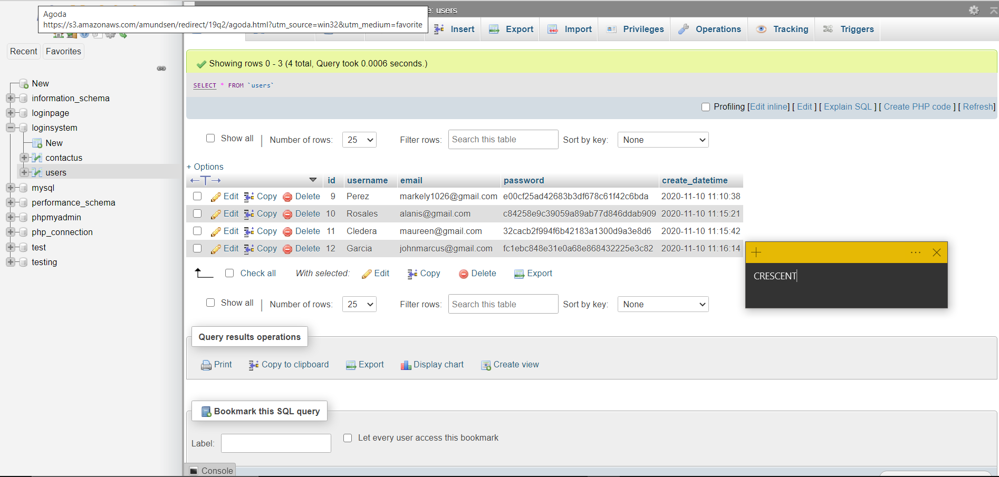 Agoda
https://s3.amazonaws.com/amundsen/redirect/19q2/agoda.html?utm_source=win32&utm_medium=favorite
: users
Insert Export Import Privileges Operations Tracking Triggers
Recent Favorites
New
information_schema
loginpage
loginsystem
New
contactus
users
mysql
performance_schema
phpmyadmin
php_connection
test
testing
Showing rows 0 - 3 (4 total, Query took 0.0006 seconds.)
SELECT * FROM `users`
Profiling [Edit inline] [ Edit ] [ Explain SQL ] [ Create PHP code ] [ Refresh]
Show all | Number of rows: 25 Filter rows: Search this table Sort by key: None
+ Options
←T→ id username email password create_datetime
Edit Copy Delete 9 Perez markely1026@gmail.com e00cf25ad42683b3df678c61f42c6bda 2020-11-10 11:10:38
Edit Copy Delete 10 Rosales alanis@gmail.com c84258e9c39059a89ab77d846ddab909 2020-11-10 11:15:21
Edit Copy Delete 11 Cledera maureen@gmail.com 32cacb2f994f6b42183a1300d9a3e8d6 2020-11-10 11:15:42
Edit Copy Delete 12 Garcia johnmarcus@gmail.com fc1ebc848e31e0a68e868432225e3c82 2020-11-10 11:16:14
Check all With selected: Edit Copy Delete Export
Show all | Number of rows: 25 Filter rows: Search this table Sort by key: None
CRESCENT
Query results operations
Print Copy to clipboard Export Display chart Create view
Bookmark this SQL query
Label: Let every user access this bookmark
Console